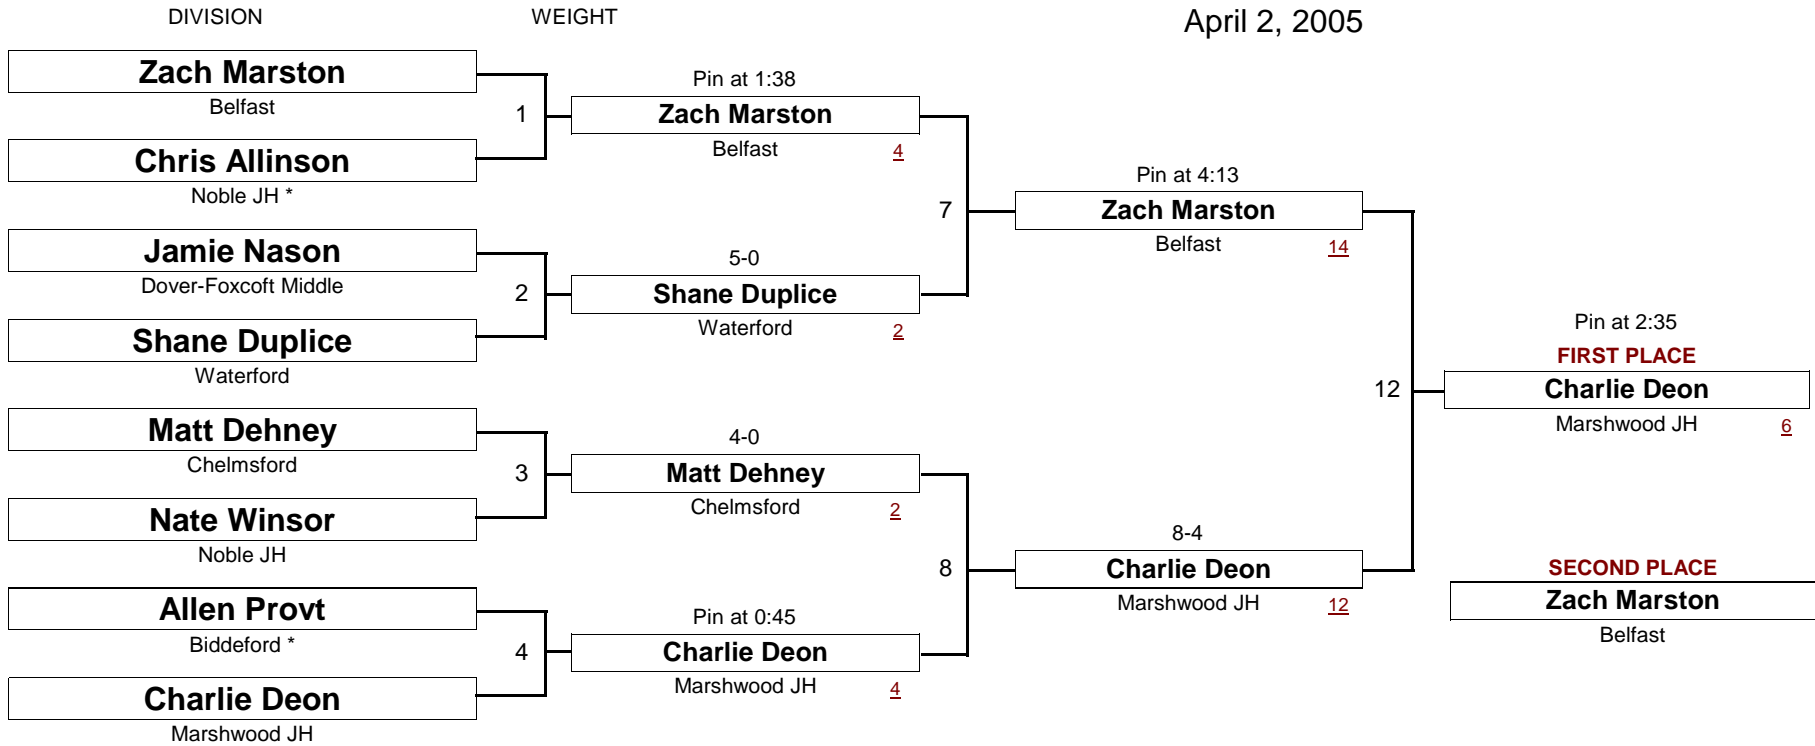 DIVISION
WEIGHT
April 2, 2005
Zach Marston
Belfast
1
Chris Allinson
Noble JH *
Jamie Nason
Dover-Foxcoft Middle
2
Shane Duplice
Waterford
Matt Dehney
Chelmsford
3
Nate Winsor
Noble JH
Allen Provt
Biddeford *
4
Charlie Deon
Marshwood JH
Pin at 1:38
Zach Marston
Belfast 4
7
5-0
Shane Duplice
Waterford 2
4-0
Matt Dehney
Chelmsford 2
8
Pin at 0:45
Charlie Deon
Marshwood JH 4
Pin at 4:13
Zach Marston
Belfast 14
12
8-4
Charlie Deon
Marshwood JH 12
Pin at 2:35
FIRST PLACE
Charlie Deon
Marshwood JH 6
SECOND PLACE
Zach Marston
Belfast